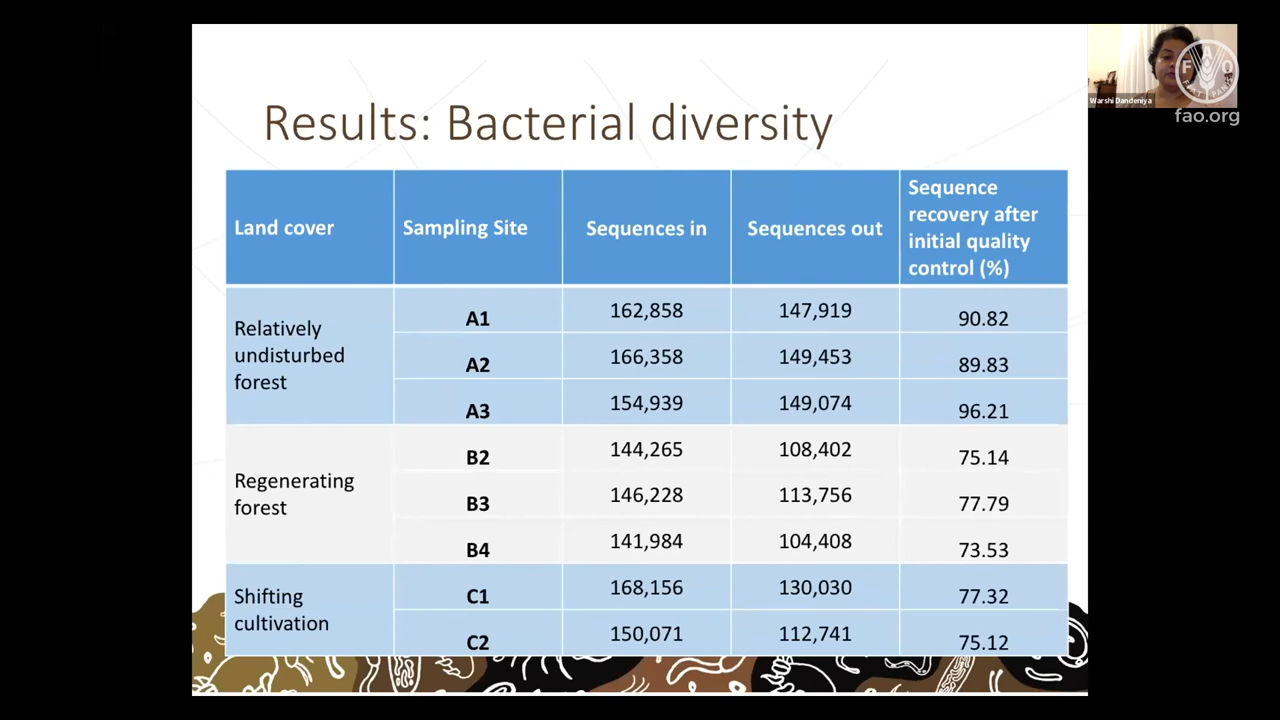 Results: Bacterial diversity
Land cover
Sampling Site
Sequences in
Sequences out
Sequence
recovery after
initial quality
control (%)
Relatively
undisturbed
forest
A1
162,858
147,919
90.82
A2
166,358
149,453
89.83
A3
154,939
149,074
96.21
Regenerating
forest
B2
144,265
108,402
75.14
B3
146,228
113,756
77.79
B4
141,984
104,408
73.53
Shifting
cultivation
C1
168,156
130,030
77.32
C2
150,071
112,741
75.12
Warshi Dandeniya
F A O
FIAT PANIS
fao.org